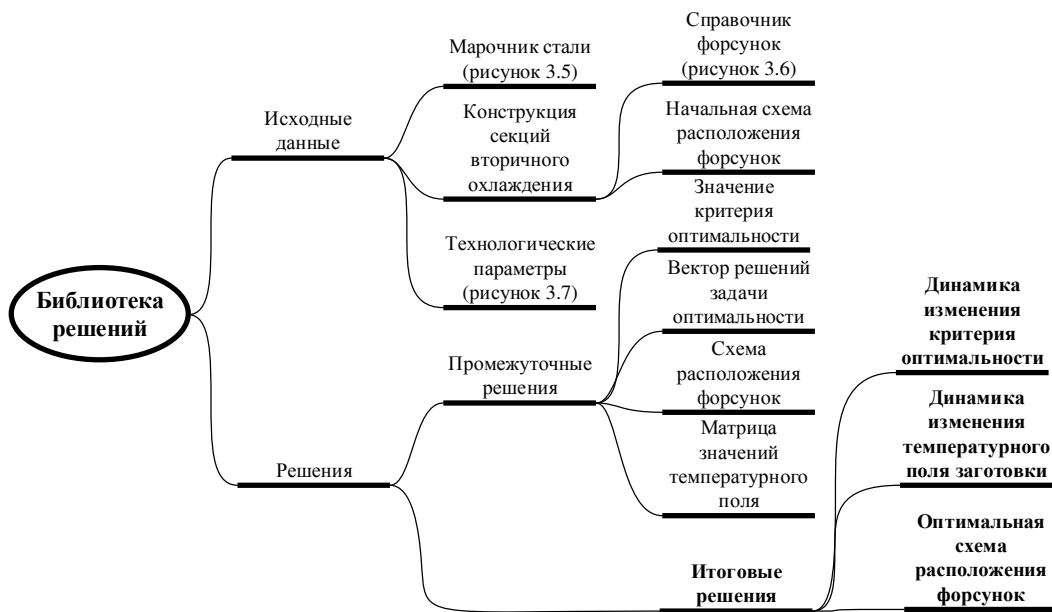 Библиотека
решений
Исходные
данные
Марочник стали
(рисунок 3.5)
Конструкция
секций
вторичного
охлаждения
Справочник
форсунок
(рисунок 3.6)
Начальная схема
расположения
форсунок
Технологические
параметры
(рисунок 3.7)
Решения
Промежуточные
решения
Значение
критерия
оптимальности
Вектор решений
задачи
оптимальности
Схема
расположения
форсунок
Матрица
значений
температурного
поля
Итоговые
решения
Динамика
изменения
критерия
оптимальности
Динамика
изменения
температурного
поля заготовки
Оптимальная
схема
расположения
форсунок